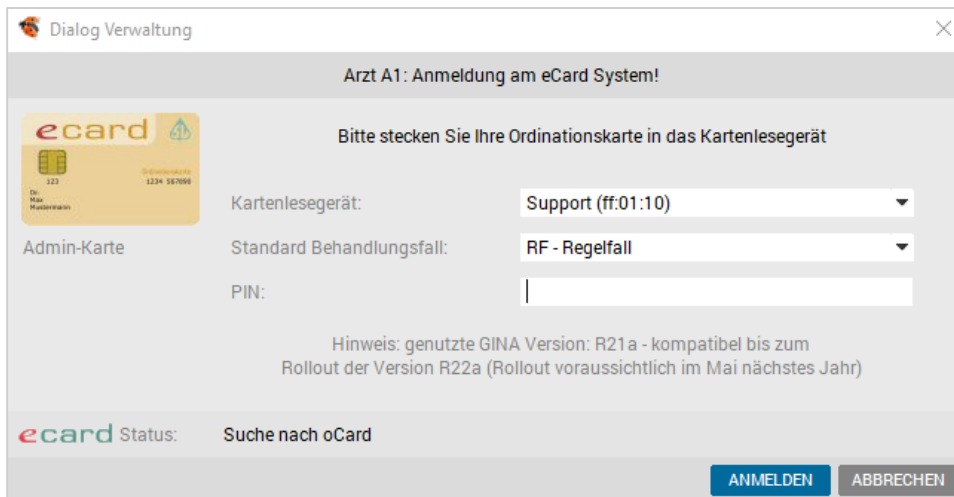 Dialog Verwaltung
Arzt A1: Anmeldung am eCard System!
ecard
Ordinationskarte
123
1234 567890
Dr.
Max
Mustermann
Admin-Karte
Bitte stecken Sie Ihre Ordinationskarte in das Kartenlesegerät
Kartenlesegerät: Support (ff:01:10)
Standard Behandlungsfall: RF - Regelfall
PIN:
Hinweis: genutzte GINA Version: R21a - kompatibel bis zum
Rollout der Version R22a (Rollout voraussichtlich im Mai nächstes Jahr)
ecard Status: Suche nach oCard
ANMELDEN ABBRECHEN